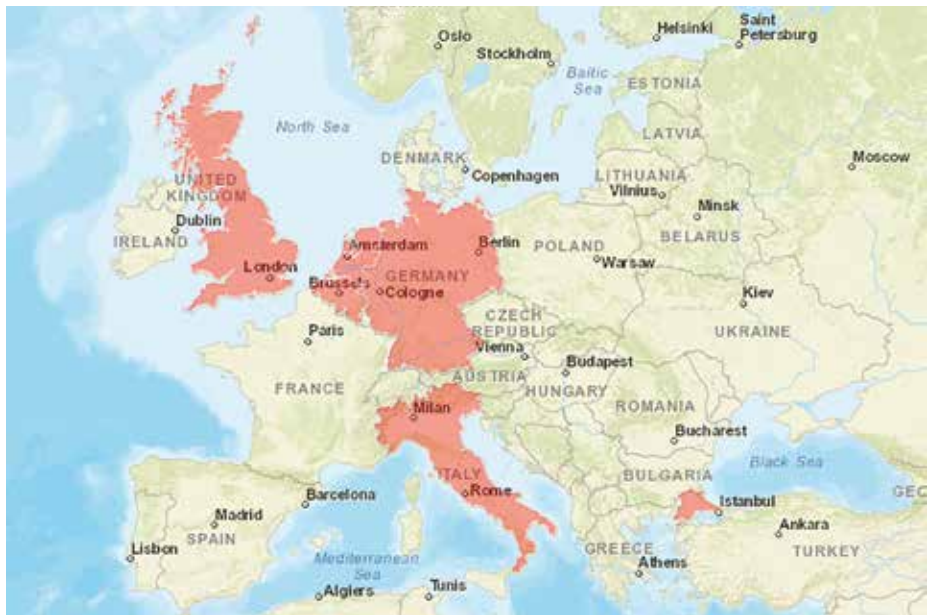 Oslo
Helsinki
Saint
Petersburg
Stockholm
Baltic
Sea
ESTONIA
North Sea
LATVIA
DENMARK
Moscow
Copenhagen
LITHUANIA
Vilnius
UNITED
KINGDOM
Minsk
Dublin
BELARUS
IRELAND
Amsterdam
Berlin
POLAND
London
GERMANY
Warsaw
Brussels
Cologne
Kiev
CZECH
REPUBLIC
Paris
UKRAINE
Vienna
Budapest
AUSTRIA
FRANCE
HUNGARY
ROMANIA
Milan
Bucharest
BULGARIA
Black Sea
ITALY
Rome
Barcelona
Istanbul
GEO
Madrid
Ankara
SPAIN
Lisbon
Mediterranean
Sea
GREECE
TURKEY
Athens
Algiers
Tunis